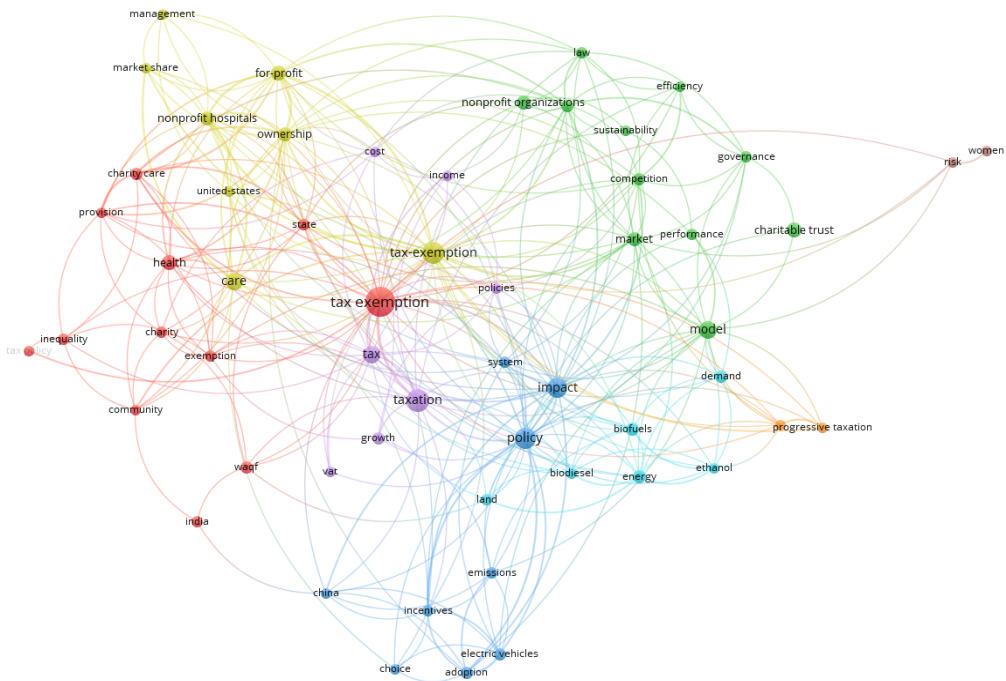 management
law
market share
for-profit
efficiency
nonprofit organizations
nonprofit hospitals
sustainability
ownership
cost
women
governance
risk
charity care
income
competition
united-states
provision
state
charitable trust
performance
market
tax-exemption
health
care
policies
tax exemption
model
charity
inequality
tax policy
exemption
tax
system
demand
impact
taxation
community
progressive taxation
biofuels
growth
policy
waqf
vat
biodiesel
energy
ethanol
land
india
emissions
china
incentives
electric vehicles
choice
adoption